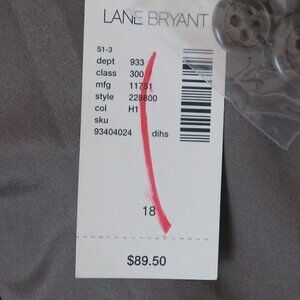 LANE BRYANT
S1-3
dept 933
class 300
mfg 11751
style 228800
col H1
sku
93404024 dihs
18
$89.50